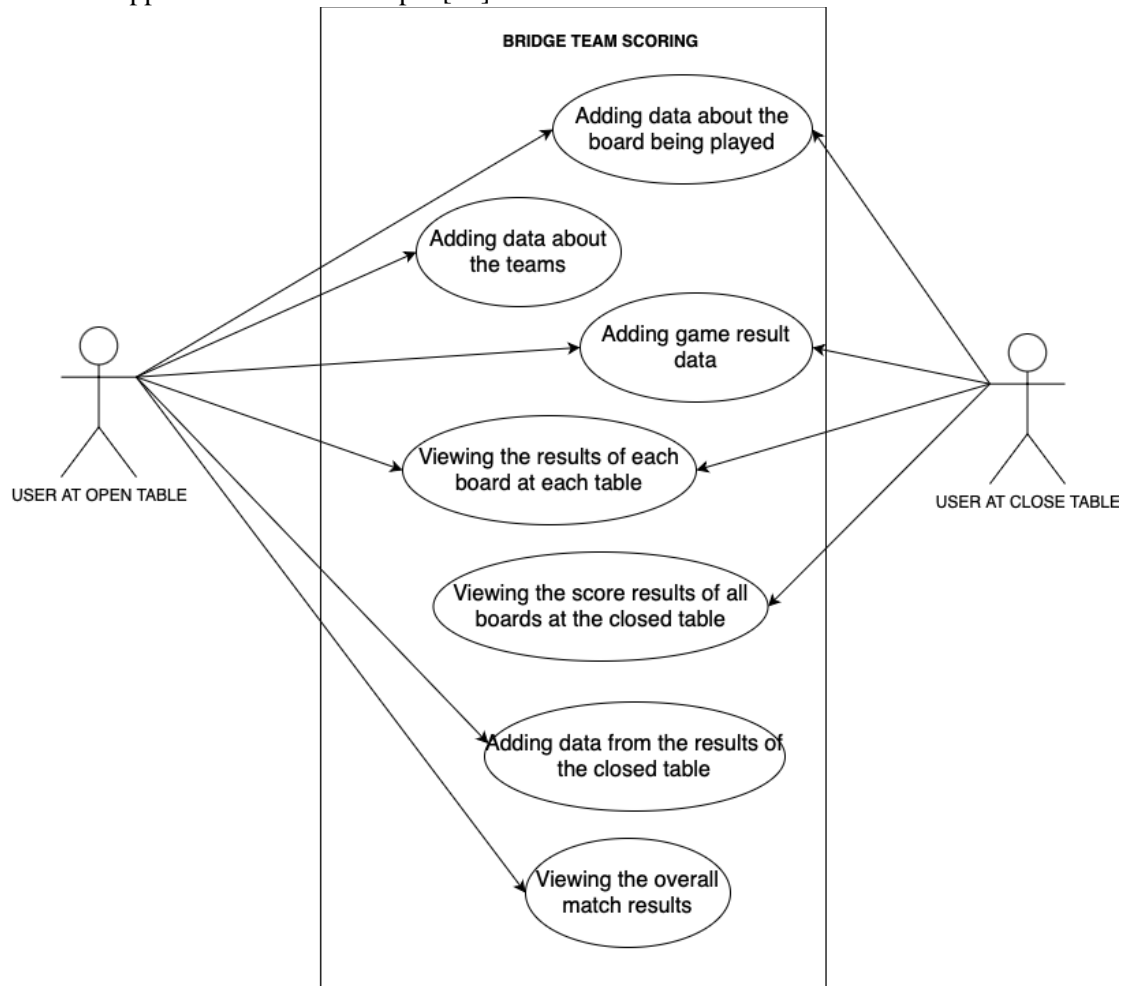 BRIDGE TEAM SCORING
Adding data about the
board being played
Adding data about
the teams
Adding game result
data
Viewing the results of each
board at each table
USER AT OPEN TABLE
USER AT CLOSE TABLE
Viewing the score results of all
boards at the closed table
Adding data from the results of
the closed table
Viewing the overall
match results